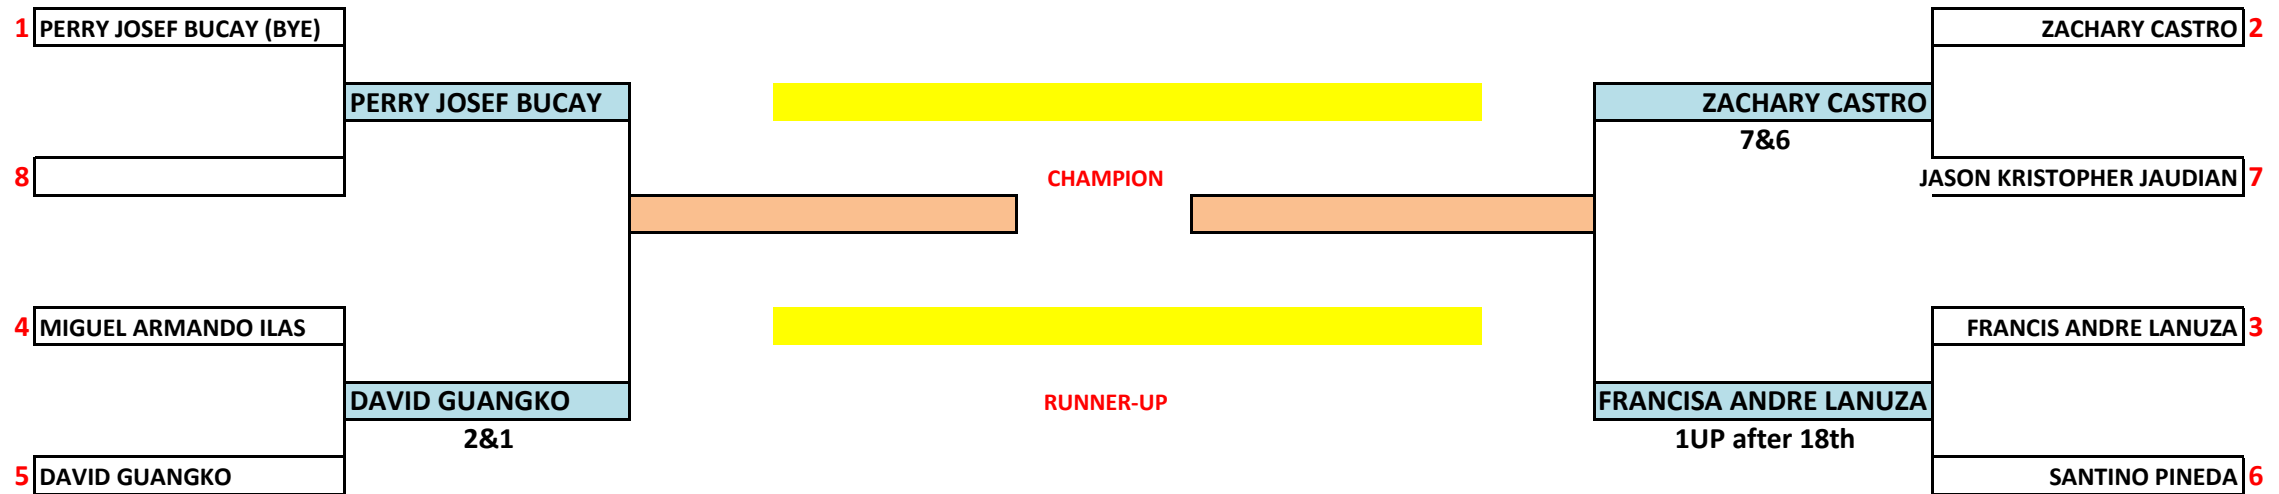 1 PERRY JOSEF BUCAY (BYE)
ZACHARY CASTRO 2
PERRY JOSEF BUCAY
ZACHARY CASTRO
7&6
8
CHAMPION
JASON KRISTOPHER JAUDIAN 7
4 MIGUEL ARMANDO ILAS
FRANCIS ANDRE LANUZA 3
DAVID GUANGKO
RUNNER-UP
FRANCISA ANDRE LANUZA
2&1
1UP after 18th
5 DAVID GUANGKO
SANTINO PINEDA 6